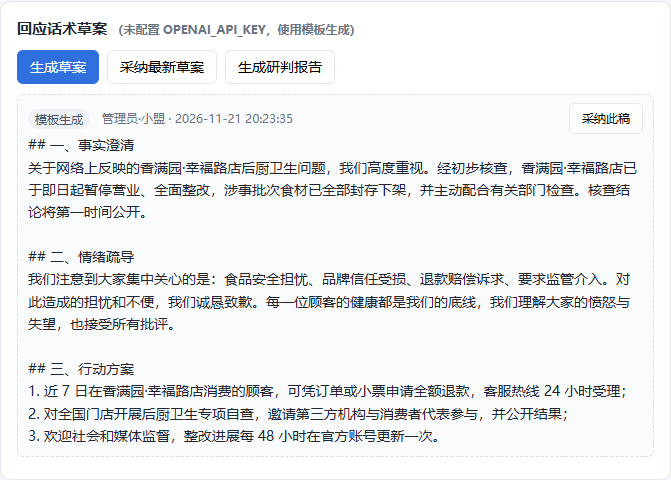 回应话术草案 (未配置 OPENAI_API_KEY，使用模板生成)
生成草案 采纳最新草案 生成研判报告
模板生成 管理员·小盟 · 2026-11-21 20:23:35 采纳此稿
## 一、事实澄清
关于网络上反映的香满园·幸福路店后厨卫生问题，我们高度重视。经初步核查，香满园·幸福路店已
于即日起暂停营业、全面整改，涉事批次食材已全部封存下架，并主动配合有关部门检查。核查结
论将第一时间公开。
## 二、情绪疏导
我们注意到大家集中关心的是：食品安全担忧、品牌信任受损、退款赔偿诉求、要求监管介入。对
此造成的担忧和不便，我们诚恳致歉。每一位顾客的健康都是我们的底线，我们理解大家的愤怒与
失望，也接受所有批评。
## 三、行动方案
1. 近 7 日在香满园·幸福路店消费的顾客，可凭订单或小票申请全额退款，客服热线 24 小时受理；
2. 对全国门店开展后厨卫生专项自查，邀请第三方机构与消费者代表参与，并公开结果；
3. 欢迎社会和媒体监督，整改进展每 48 小时在官方账号更新一次。